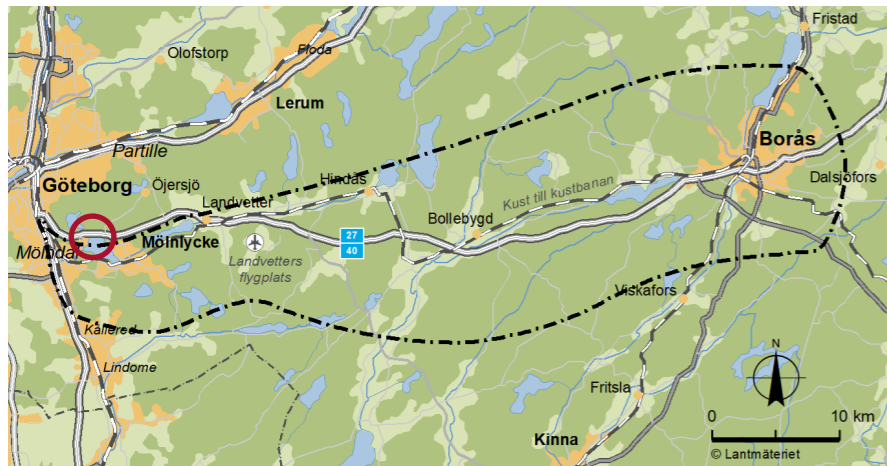 Fristad
Olofstorp
Floda
Lerum
Partille
Borås
Göteborg
Öjersjö
Hindås
Dalsjöfors
Landvetter
Kust till kustbanan
Bollebygd
Mölnlycke
27
40
Mölndal
Landvetters
flygplats
Viskafors
Kållered
N
Lindome
Fritsla
0 10 km
Kinna
© Lantmäteriet